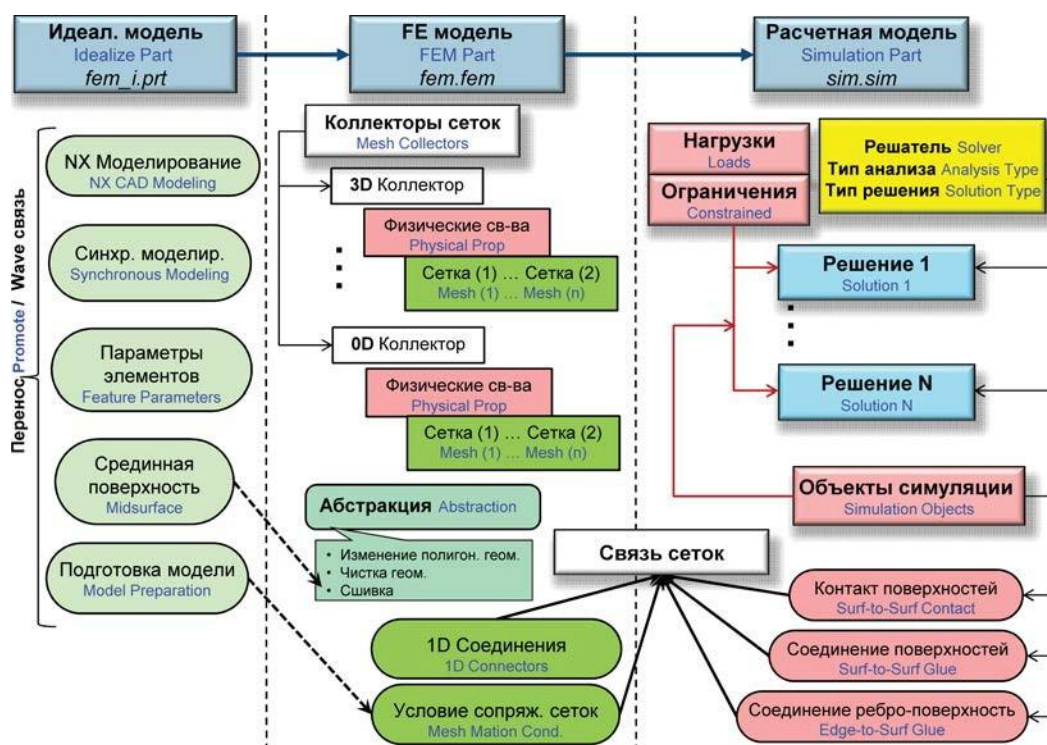 Идеал. модель
Idealize Part
fem_i.prt
FE модель
FEM Part
fem.fem
Расчетная модель
Simulation Part
sim.sim
Перенос Promote / Wave связь
NX Моделирование
NX CAD Modeling
Синхр. моделир.
Synchronous Modeling
Параметры
элементов
Feature Parameters
Срединная
поверхность
Midsurface
Подготовка модели
Model Preparation
Коллекторы сеток
Mesh Collectors
3D Коллектор
Физические св-ва
Physical Prop
Сетка (1) … Сетка (2)
Mesh (1) … Mesh (n)
0D Коллектор
Физические св-ва
Physical Prop
Сетка (1) … Сетка (2)
Mesh (1) … Mesh (n)
Абстракция Abstraction
• Изменение полигон. геом.
• Чистка геом.
• Сшивка
1D Соединения
1D Connectors
Условие сопряж. сеток
Mesh Mation Cond.
Нагрузки
Loads
Ограничения
Constrained
Решатель Solver
Тип анализа Analysis Type
Тип решения Solution Type
Решение 1
Solution 1
Решение N
Solution N
Объекты симуляции
Simulation Objects
Связь сеток
Контакт поверхностей
Surf-to-Surf Contact
Соединение поверхностей
Surf-to-Surf Glue
Соединение ребро-поверхность
Edge-to-Surf Glue